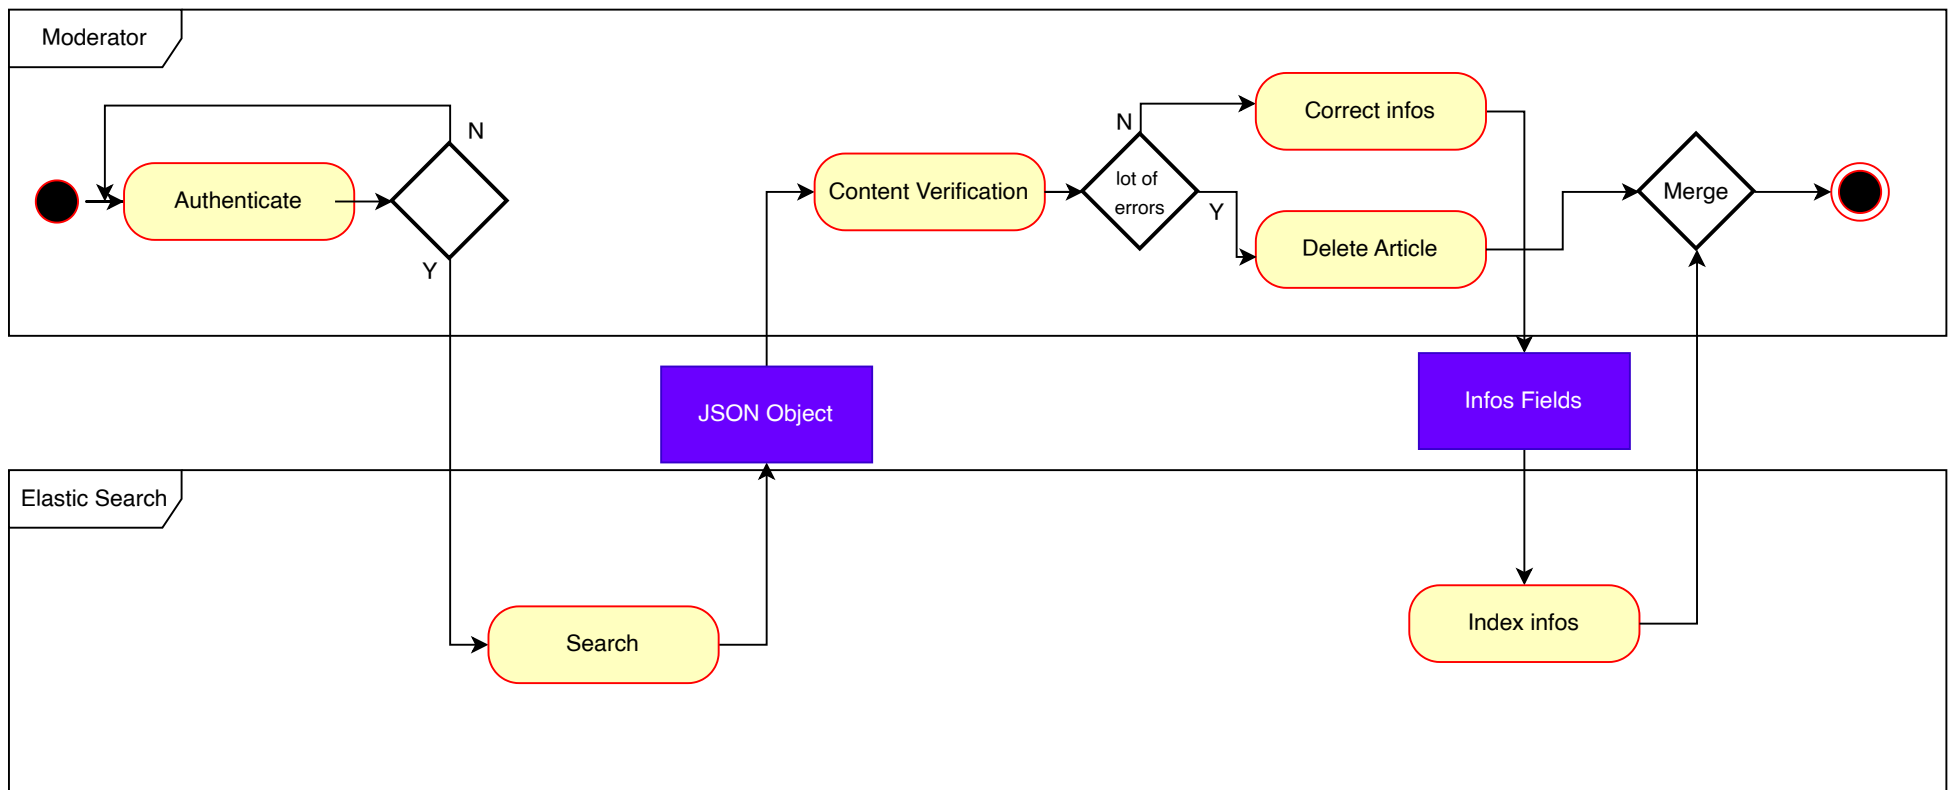 Moderator
N
Authenticate
Y
Content Verification
N
lot of
errors
Y
Correct infos
Delete Article
Merge
JSON Object
Infos Fields
Elastic Search
Search
Index infos